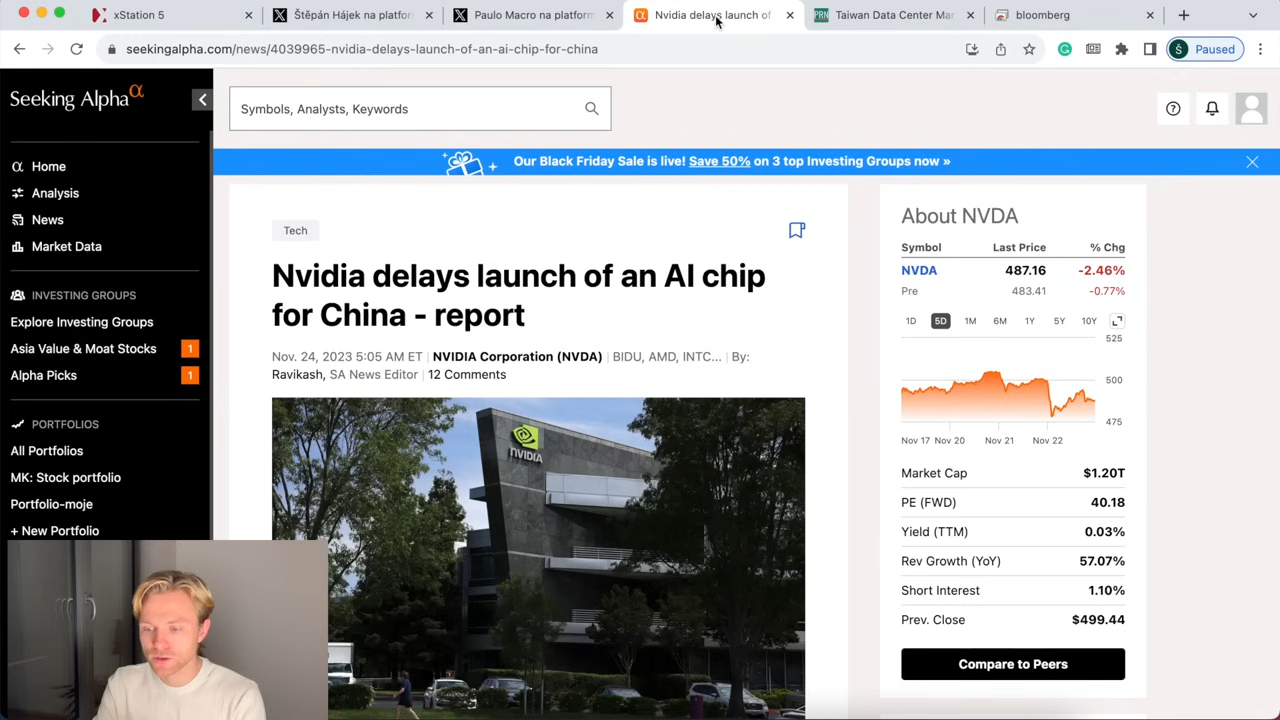 xStation 5
Štěpán Hájek na platfor
Paulo Macro na platform
Nvidia delays launch of
PRN
Taiwan Data Center Mar
bloomberg
seekingalpha.com/news/4039965-nvidia-delays-launch-of-an-ai-chip-for-china
Š
Paused
Seeking Alpha α
Symbols, Analysts, Keywords
Our Black Friday Sale is live! Save 50% on 3 top Investing Groups now »
Home
Analysis
News
Market Data
INVESTING GROUPS
Explore Investing Groups
Asia Value & Moat Stocks 1
Alpha Picks 1
PORTFOLIOS
All Portfolios
MK: Stock portfolio
Portfolio-moje
+ New Portfolio
Tech
Nvidia delays launch of an AI chip
for China - report
Nov. 24, 2023 5:05 AM ET | NVIDIA Corporation (NVDA) | BIDU, AMD, INTC... | By:
Ravikash, SA News Editor | 12 Comments
NVIDIA
About NVDA
Symbol Last Price % Chg
NVDA 487.16 -2.46%
Pre 483.41 -0.77%
1D 5D 1M 6M 1Y 5Y 10Y
525
500
475
Nov 17 Nov 20 Nov 21 Nov 22
Market Cap $1.20T
PE (FWD) 40.18
Yield (TTM) 0.03%
Rev Growth (YoY) 57.07%
Short Interest 1.10%
Prev. Close $499.44
Compare to Peers